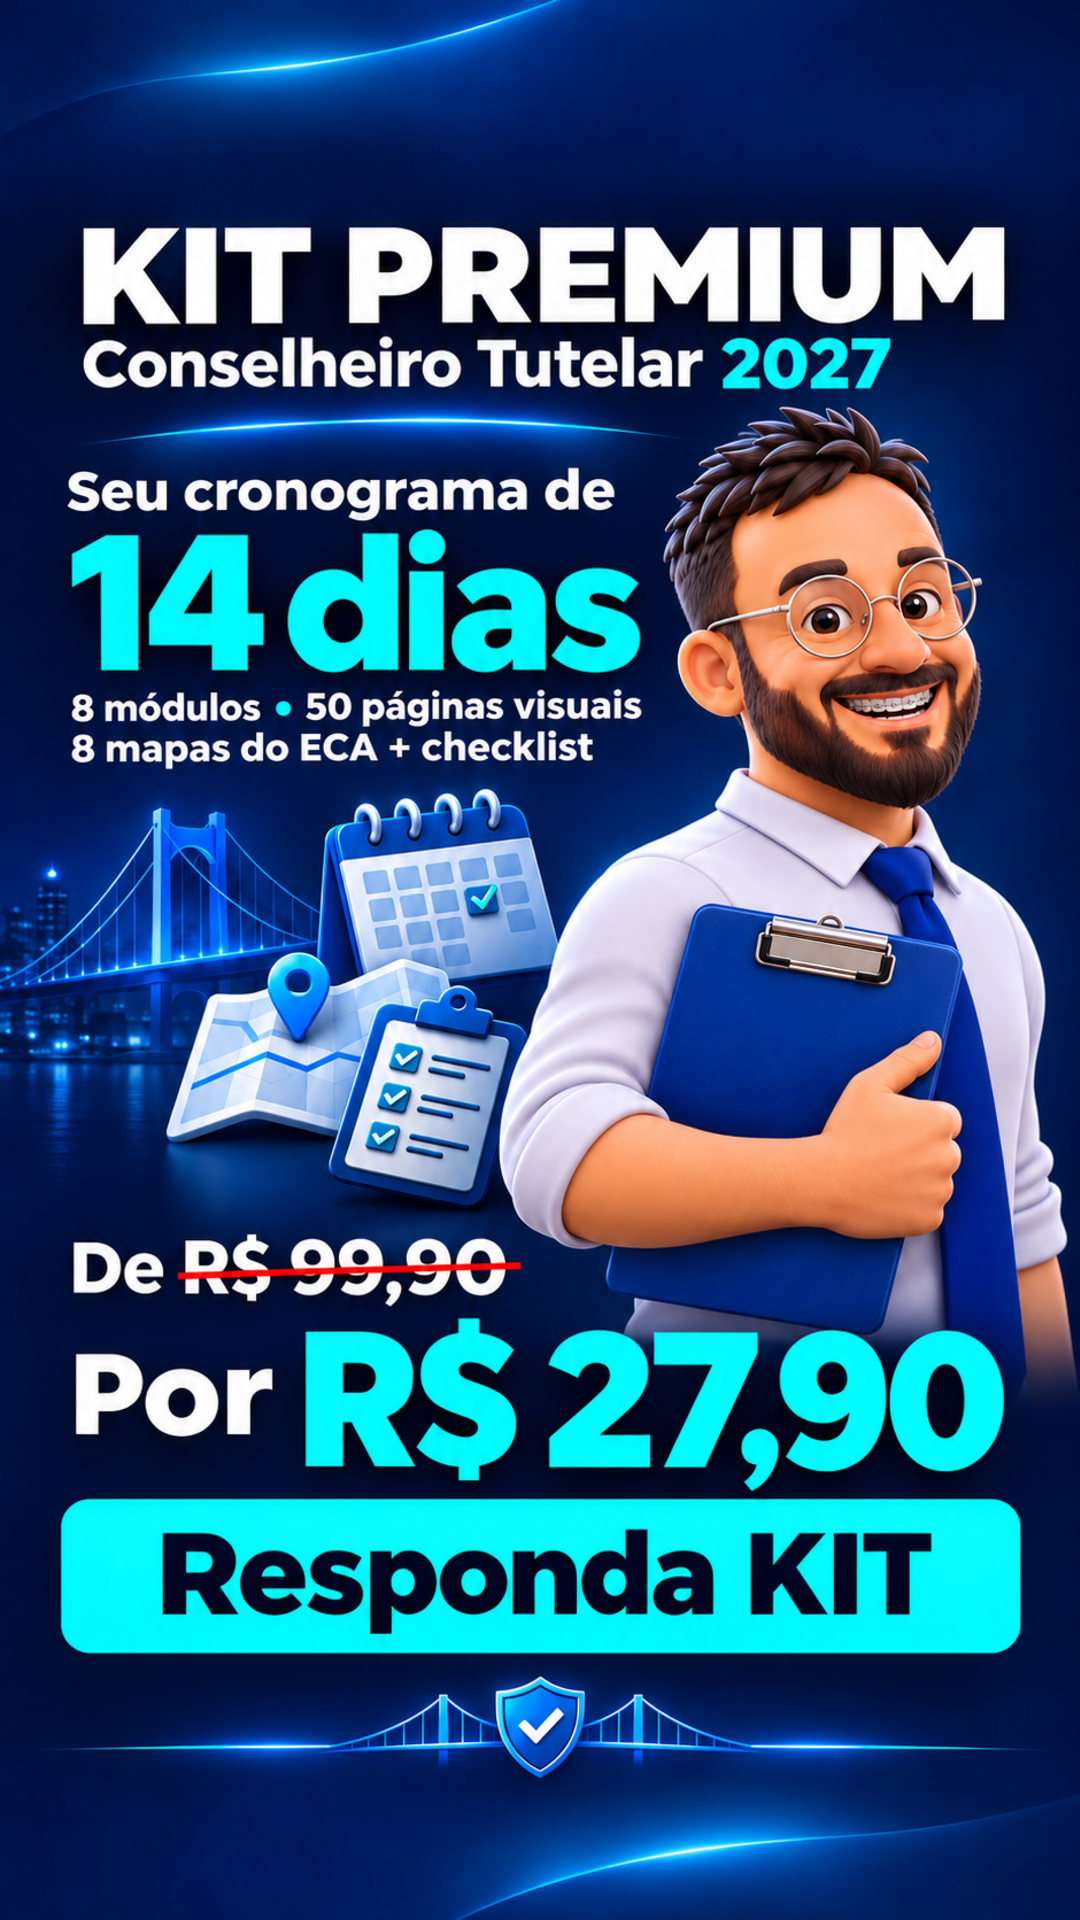 KIT PREMIUM
Conselheiro Tutelar 2027
Seu cronograma de
14 dias
8 módulos • 50 páginas visuais
8 mapas do ECA + checklist
De R$ 99,90
Por R$ 27,90
Responda KIT